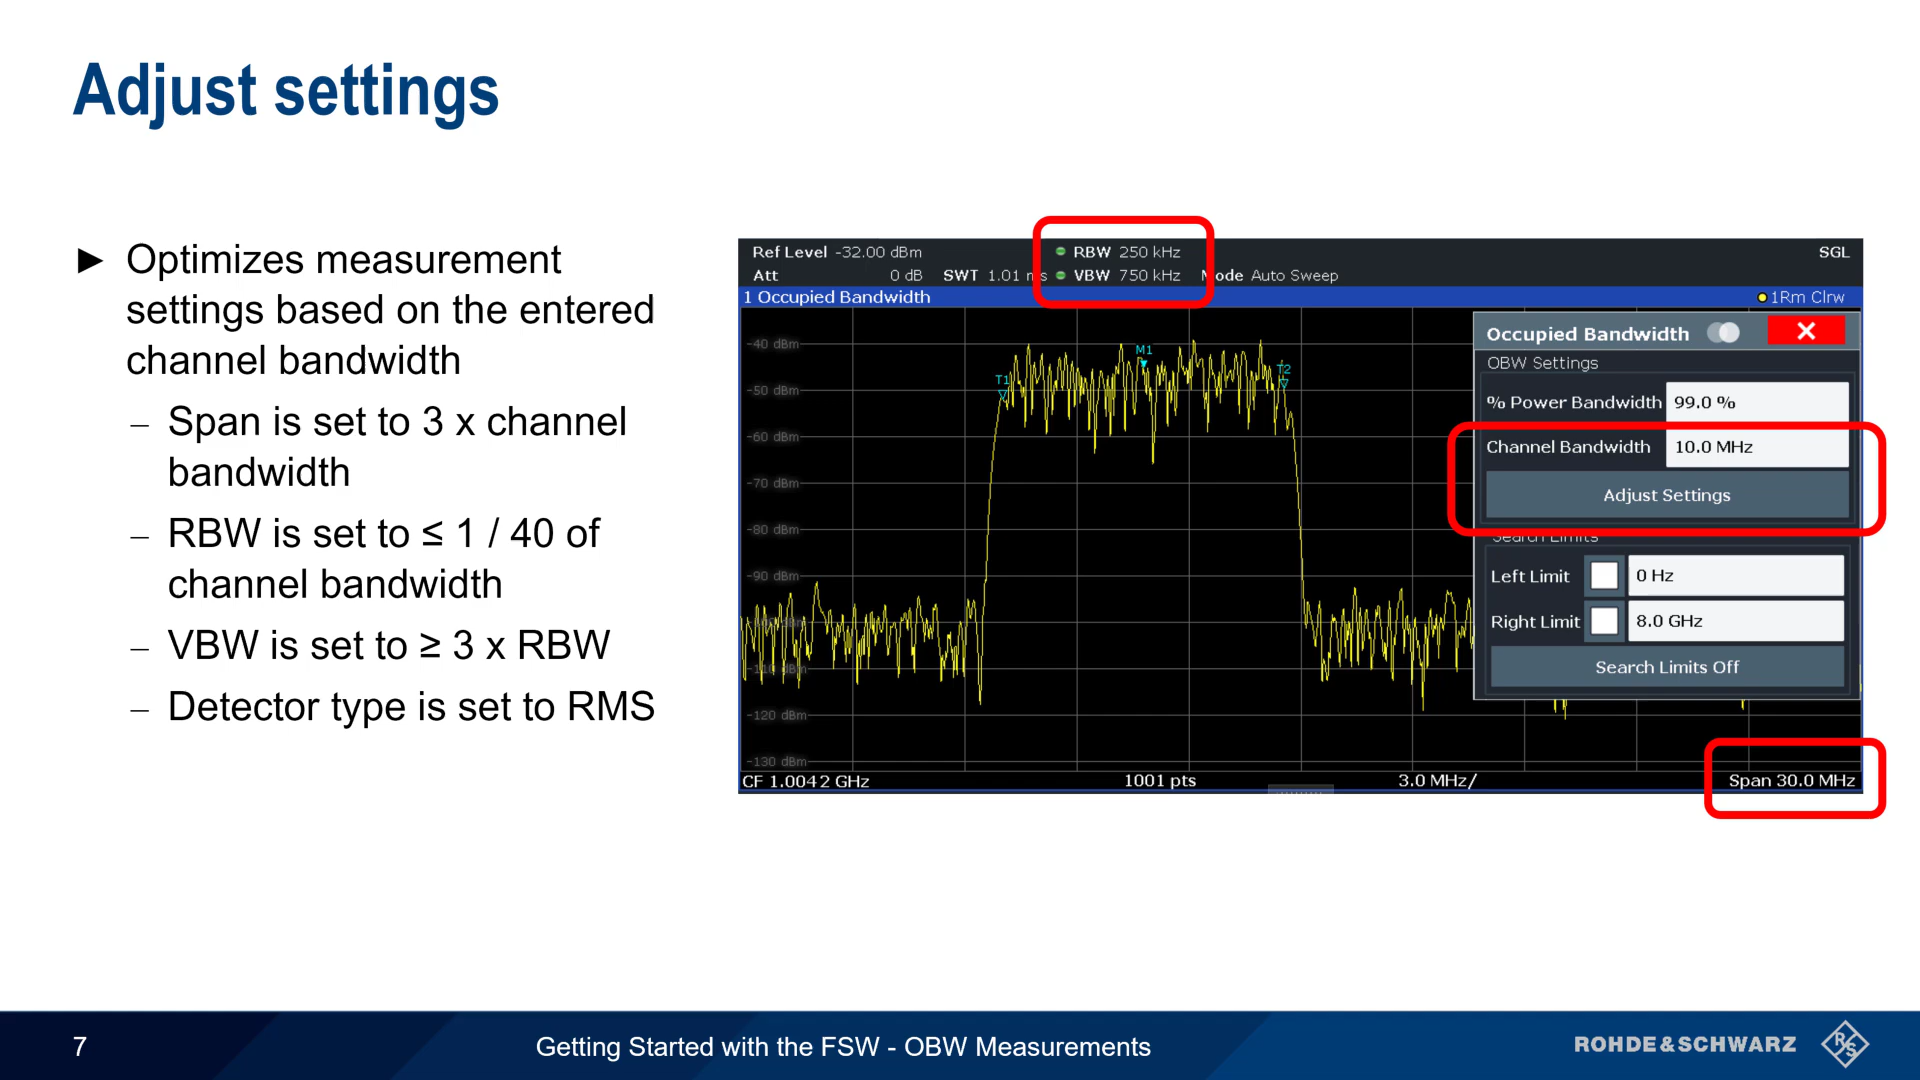 Adjust settings
► Optimizes measurement
settings based on the entered
channel bandwidth
– Span is set to 3 x channel
bandwidth
– RBW is set to ≤ 1 / 40 of
channel bandwidth
– VBW is set to ≥ 3 x RBW
– Detector type is set to RMS
Ref Level -32.00 dBm RBW 250 kHz SGL
Att 0 dB SWT 1.01 ms VBW 750 kHz Mode Auto Sweep
1 Occupied Bandwidth 1Rm Clrw
-40 dBm
-50 dBm
-60 dBm
-70 dBm
-80 dBm
-90 dBm
-110 dBm
-120 dBm
-130 dBm
T1
M1
T2
CF 1.0042 GHz 1001 pts 3.0 MHz/ Span 30.0 MHz
Occupied Bandwidth
OBW Settings
% Power Bandwidth 99.0 %
Channel Bandwidth 10.0 MHz
Adjust Settings
Search Limits
Left Limit 0 Hz
Right Limit 8.0 GHz
Search Limits Off
7 Getting Started with the FSW - OBW Measurements ROHDE&SCHWARZ
R S